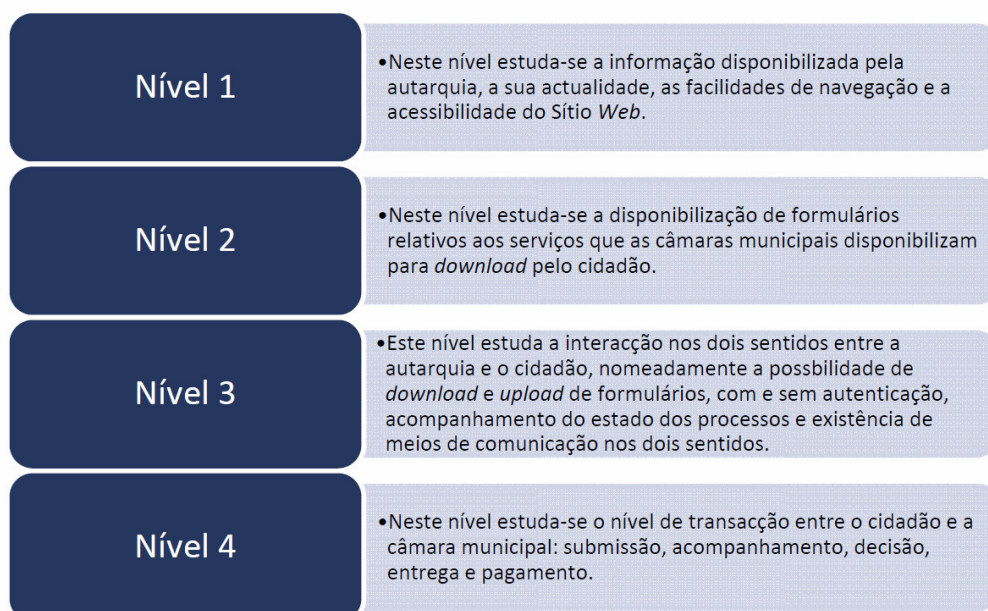 Nível 1
•Neste nível estuda-se a informação disponibilizada pela
autarquia, a sua actualidade, as facilidades de navegação e a
acessibilidade do Sítio Web.
Nível 2
•Neste nível estuda-se a disponibilização de formulários
relativos aos serviços que as câmaras municipais disponibilizam
para download pelo cidadão.
Nível 3
•Este nível estuda a interacção nos dois sentidos entre a
autarquia e o cidadão, nomeadamente a possbilidade de
download e upload de formulários, com e sem autenticação,
acompanhamento do estado dos processos e existência de
meios de comunicação nos dois sentidos.
Nível 4
•Neste nível estuda-se o nível de transacção entre o cidadão e a
câmara municipal: submissão, acompanhamento, decisão,
entrega e pagamento.